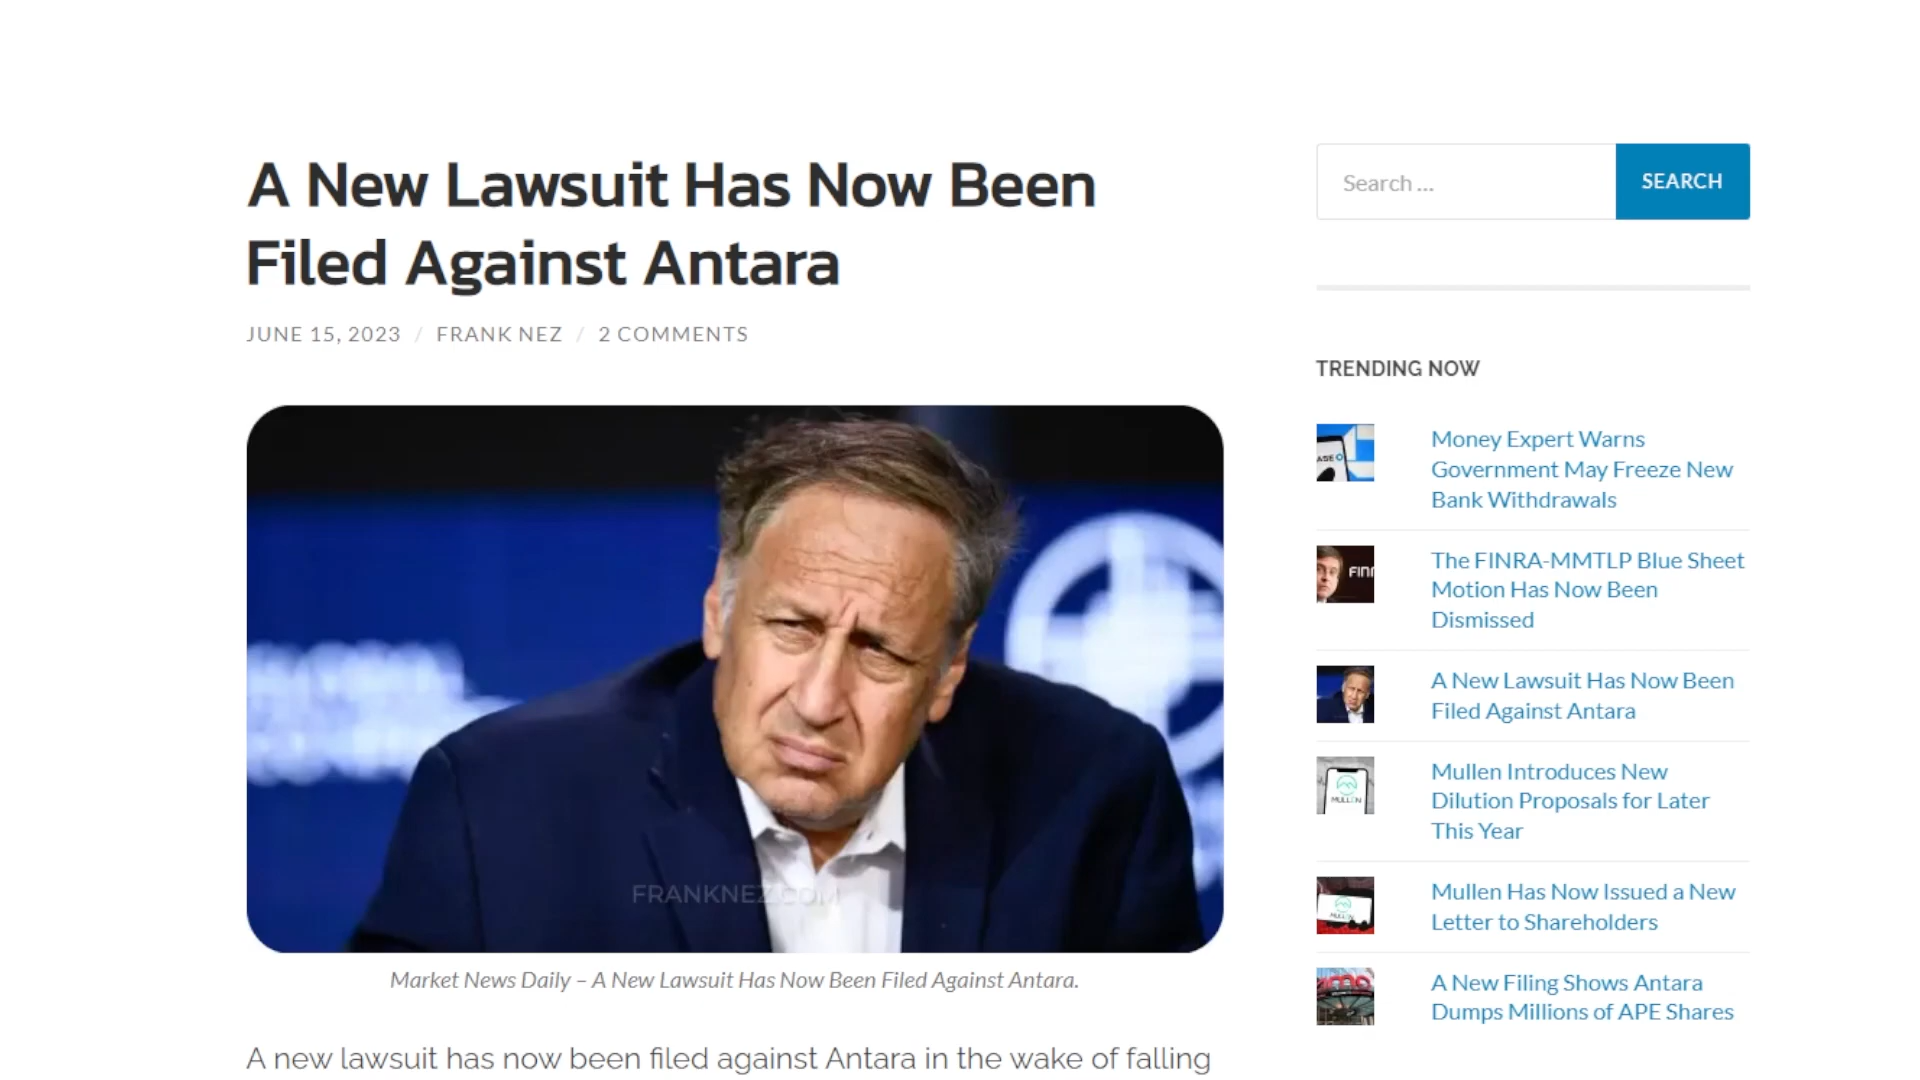 A New Lawsuit Has Now Been
Filed Against Antara
JUNE 15, 2023 / FRANK NEZ / 2 COMMENTS
FRANKNEZ.COM
Market News Daily – A New Lawsuit Has Now Been Filed Against Antara.
A new lawsuit has now been filed against Antara in the wake of falling
Search ...
SEARCH
TRENDING NOW
Money Expert Warns
Government May Freeze New
Bank Withdrawals
The FINRA-MMTLP Blue Sheet
Motion Has Now Been
Dismissed
A New Lawsuit Has Now Been
Filed Against Antara
Mullen Introduces New
Dilution Proposals for Later
This Year
MULLEN
Mullen Has Now Issued a New
Letter to Shareholders
A New Filing Shows Antara
Dumps Millions of APE Shares